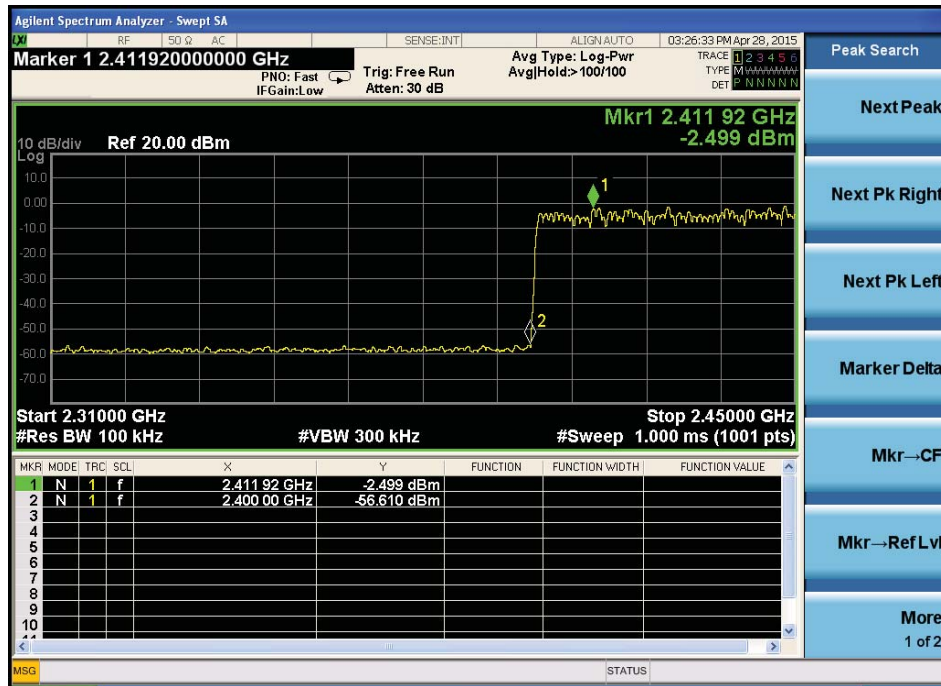 Agilent Spectrum Analyzer - Swept SA
LXI RF 50 Ω AC SENSE:INT ALIGNAUTO 03:26:33 PM Apr 28, 2015
Marker 1 2.411920000000 GHz
PNO: Fast
IFGain:Low
Trig: Free Run
Atten: 30 dB
Avg Type: Log-Pwr
Avg|Hold:>100/100
TRACE 1 2 3 4 5 6
TYPE M
DET P N N N N N
Mkr1 2.411 92 GHz
-2.499 dBm
10 dB/div Ref 20.00 dBm
Log
10.0
0.00
-10.0
-20.0
-30.0
-40.0
-50.0
-60.0
-70.0
1
2
Start 2.31000 GHz Stop 2.45000 GHz
#Res BW 100 kHz #VBW 300 kHz #Sweep 1.000 ms (1001 pts)
MKR MODE TRC SCL X Y FUNCTION FUNCTION WIDTH FUNCTION VALUE
1 N 1 f 2.411 92 GHz -2.499 dBm
2 N 1 f 2.400 00 GHz -56.610 dBm
3
4
5
6
7
8
9
10
11
MSG STATUS
Peak Search
Next Peak
Next Pk Right
Next Pk Left
Marker Delta
Mkr→CF
Mkr→Ref Lvl
More
1 of 2